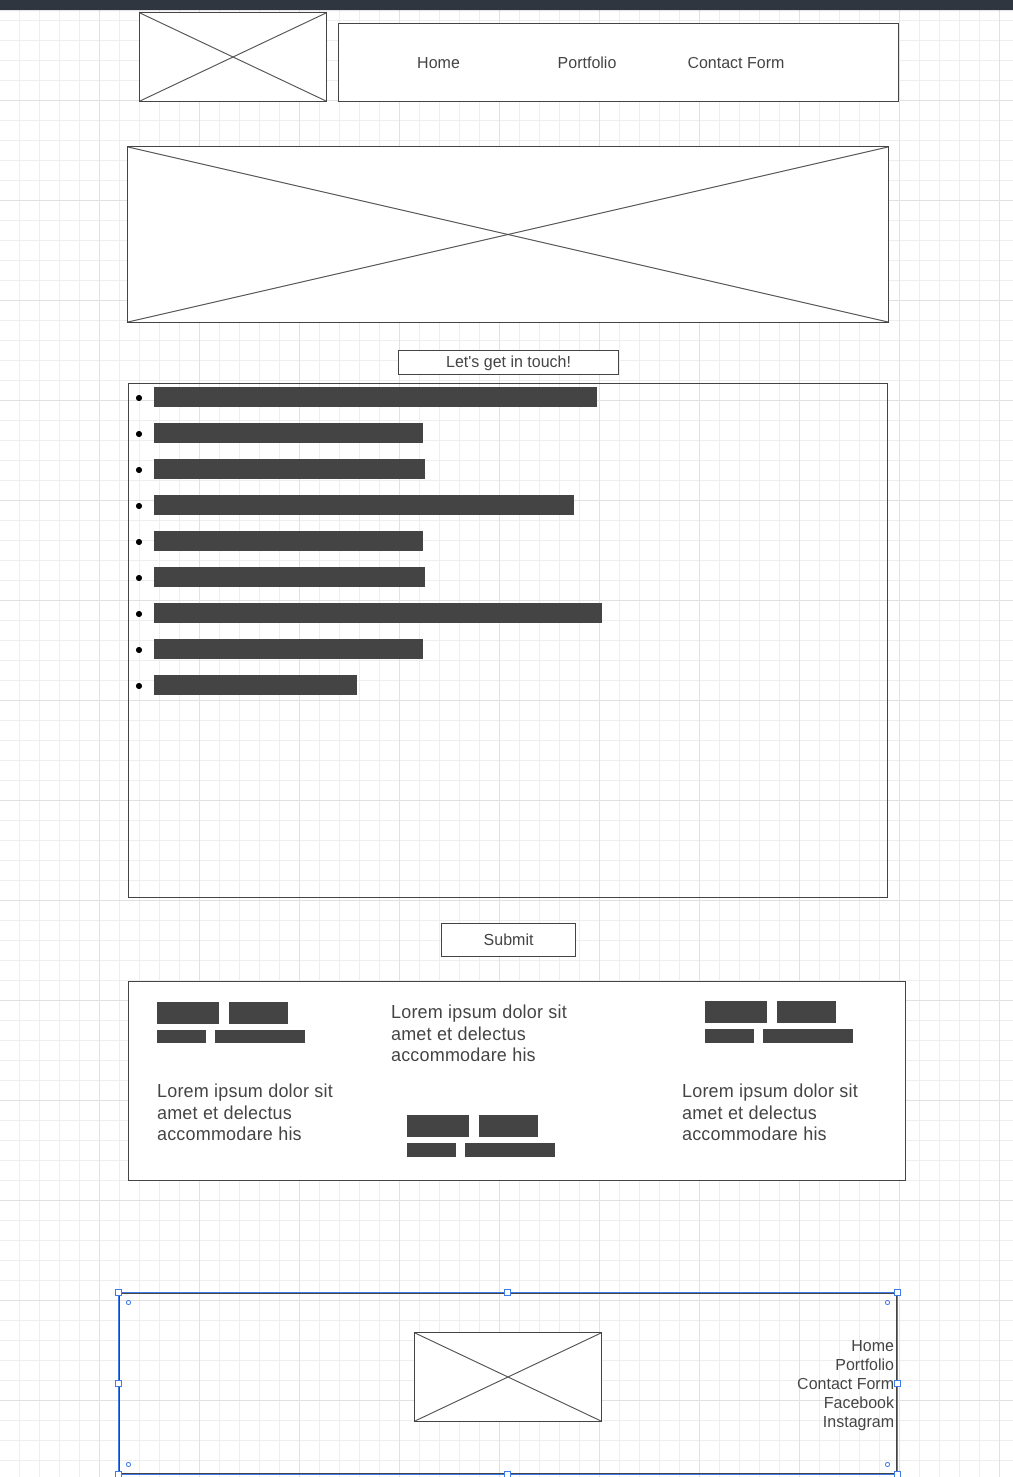 Home
Portfolio
Contact Form
Let's get in touch!
Submit
Lorem ipsum dolor sit
amet et delectus
accommodare his
Lorem ipsum dolor sit
amet et delectus
accommodare his
Lorem ipsum dolor sit
amet et delectus
accommodare his
Home
Portfolio
Contact Form
Facebook
Instagram